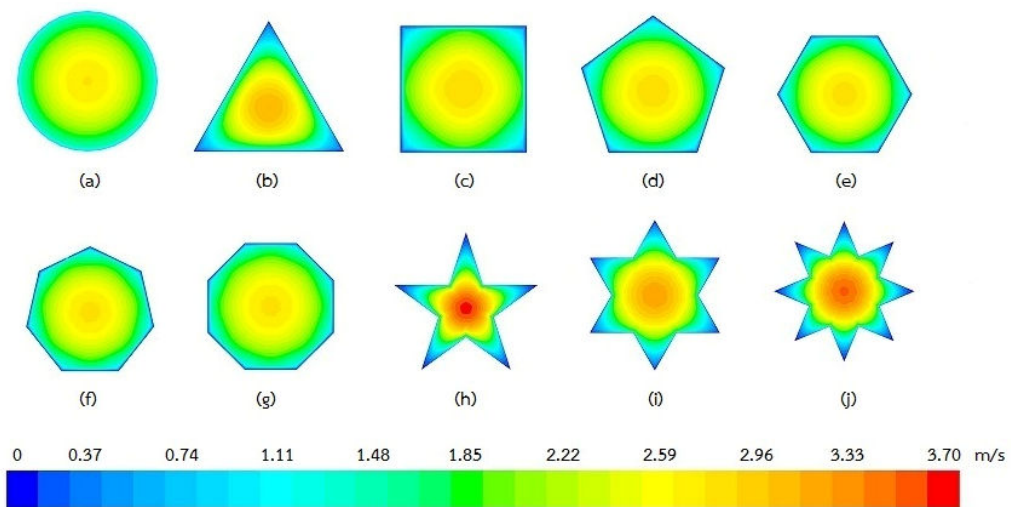 (a) (b) (c) (d) (e)
(f) (g) (h) (i) (j)
0 0.37 0.74 1.11 1.48 1.85 2.22 2.59 2.96 3.33 3.70 m/s